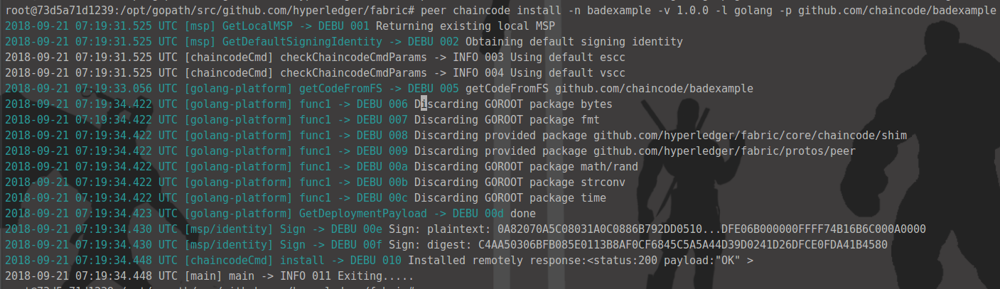 root@73d5a71d1239:/opt/gopath/src/github.com/hyperledger/fabric# peer chaincode install -n badexample -v 1.0.0 -l golang -p github.com/chaincode/badexample
2018-09-21 07:19:31.525 UTC [msp] GetLocalMSP -> DEBU 001 Returning existing local MSP
2018-09-21 07:19:31.525 UTC [msp] GetDefaultSigningIdentity -> DEBU 002 Obtaining default signing identity
2018-09-21 07:19:31.525 UTC [chaincodeCmd] checkChaincodeCmdParams -> INFO 003 Using default escc
2018-09-21 07:19:31.525 UTC [chaincodeCmd] checkChaincodeCmdParams -> INFO 004 Using default vscc
2018-09-21 07:19:33.056 UTC [golang-platform] getCodeFromFS -> DEBU 005 getCodeFromFS github.com/chaincode/badexample
2018-09-21 07:19:34.422 UTC [golang-platform] func1 -> DEBU 006 Discarding GOROOT package bytes
2018-09-21 07:19:34.422 UTC [golang-platform] func1 -> DEBU 007 Discarding GOROOT package fmt
2018-09-21 07:19:34.422 UTC [golang-platform] func1 -> DEBU 008 Discarding provided package github.com/hyperledger/fabric/core/chaincode/shim
2018-09-21 07:19:34.422 UTC [golang-platform] func1 -> DEBU 009 Discarding provided package github.com/hyperledger/fabric/protos/peer
2018-09-21 07:19:34.422 UTC [golang-platform] func1 -> DEBU 00a Discarding GOROOT package math/rand
2018-09-21 07:19:34.422 UTC [golang-platform] func1 -> DEBU 00b Discarding GOROOT package strconv
2018-09-21 07:19:34.422 UTC [golang-platform] func1 -> DEBU 00c Discarding GOROOT package time
2018-09-21 07:19:34.423 UTC [golang-platform] GetDeploymentPayload -> DEBU 00d done
2018-09-21 07:19:34.430 UTC [msp/identity] Sign -> DEBU 00e Sign: plaintext: 0A82070A5C08031A0C0886B792DD0510...DFE06B000000FFFF74B16B6C000A0000
2018-09-21 07:19:34.430 UTC [msp/identity] Sign -> DEBU 00f Sign: digest: C4AA50306BFB085E0113B8AF0CF6845C5A5A44D39D0241D26DFCE0FDA41B4580
2018-09-21 07:19:34.448 UTC [chaincodeCmd] install -> DEBU 010 Installed remotely response:<status:200 payload:"OK" >
2018-09-21 07:19:34.448 UTC [main] main -> INFO 011 Exiting.....
root@73d5a71d1239:/opt/gopath/src/github.com/hyperledger/fabric#